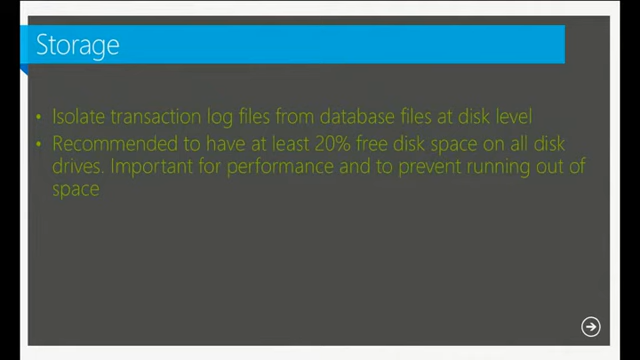 Storage
• Isolate transaction log files from database files at disk level
• Recommended to have at least 20% free disk space on all disk
drives. Important for performance and to prevent running out of
space